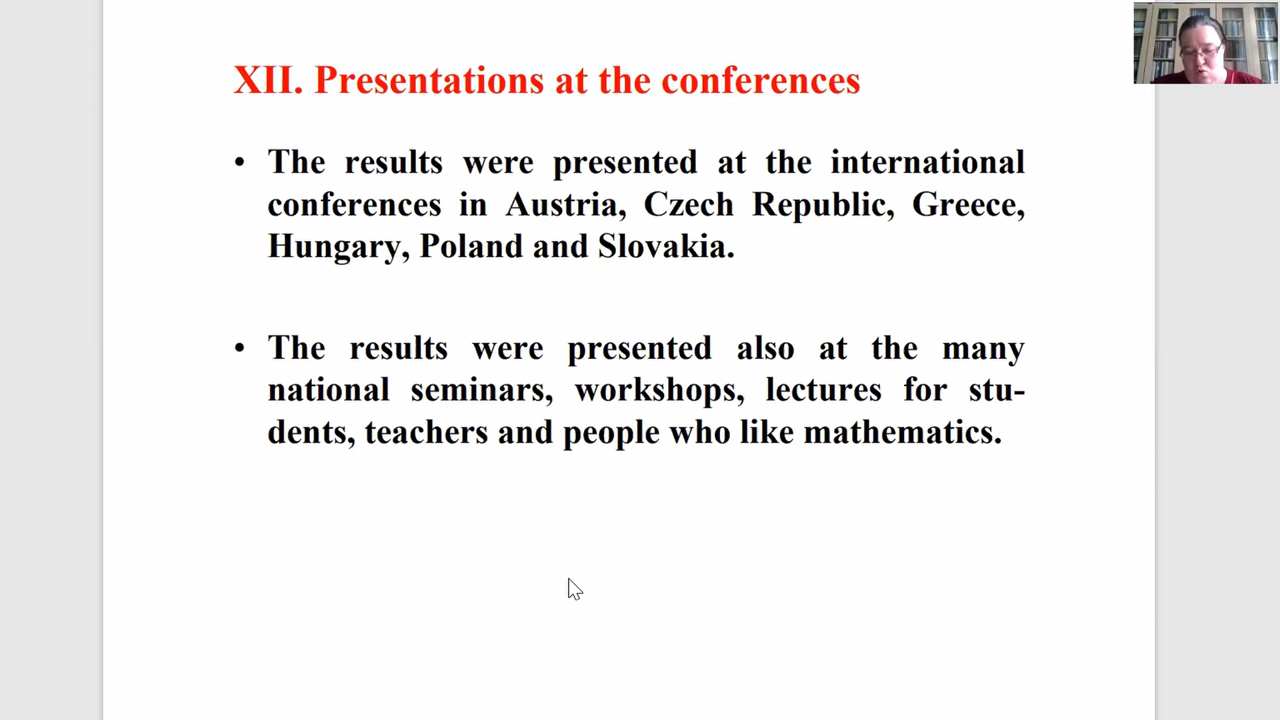 XII. Presentations at the conferences
• The results were presented at the international
conferences in Austria, Czech Republic, Greece,
Hungary, Poland and Slovakia.
• The results were presented also at the many
national seminars, workshops, lectures for stu-
dents, teachers and people who like mathematics.